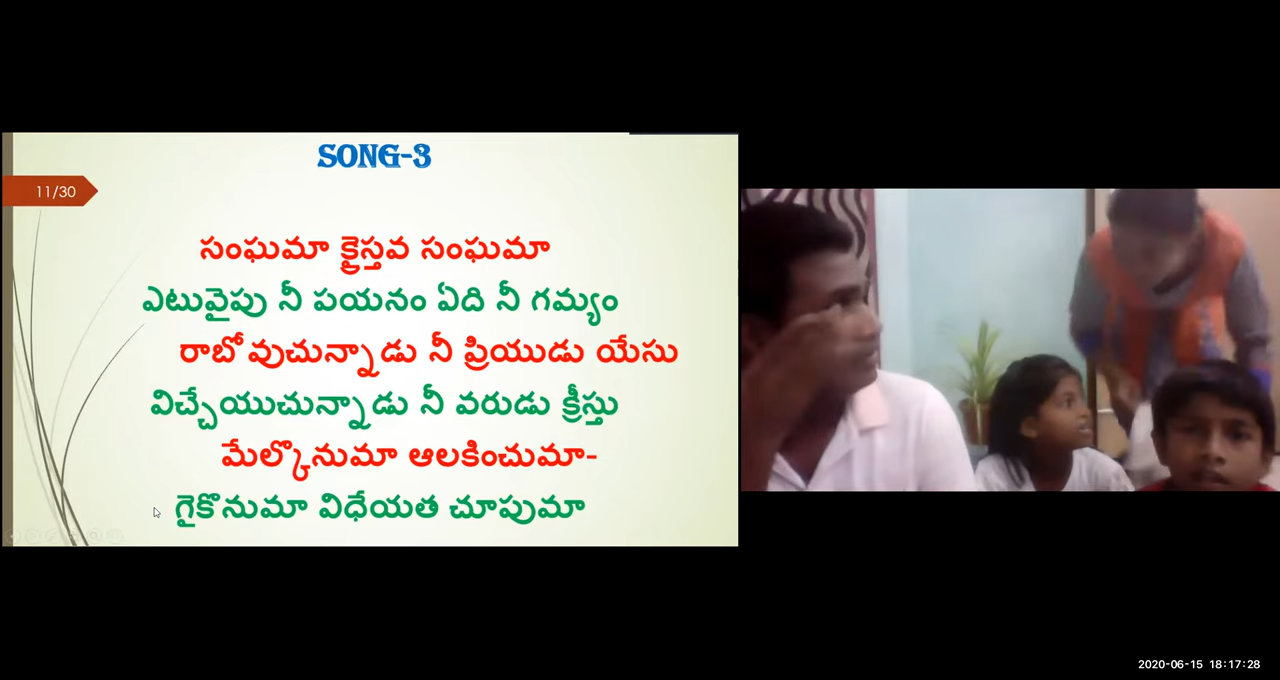 SONG-3
11/30
సంఘమా క్రైస్తవ సంఘమా
ఎటువైపు నీ పయనం ఏది నీ గమ్యం
రాబోవుచున్నాడు నీ ప్రియుడు యేసు
విచ్చేయుచున్నాడు నీ వరుడు క్రీస్తు
మేల్కొనుమా ఆలకించుమా-
గైకొనుమా విధేయత చూపుమా
2020-06-15 18:17:28